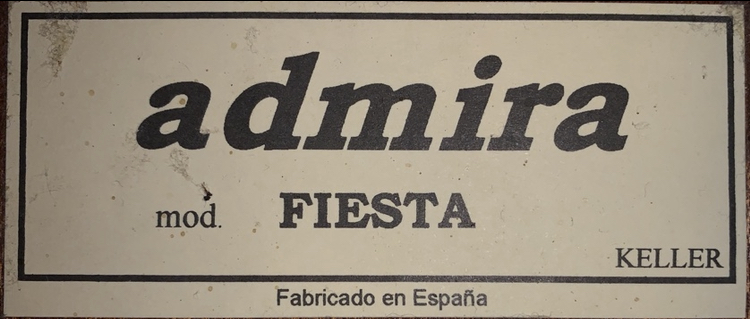 admira
mod. FIESTA
KELLER
Fabricado en España